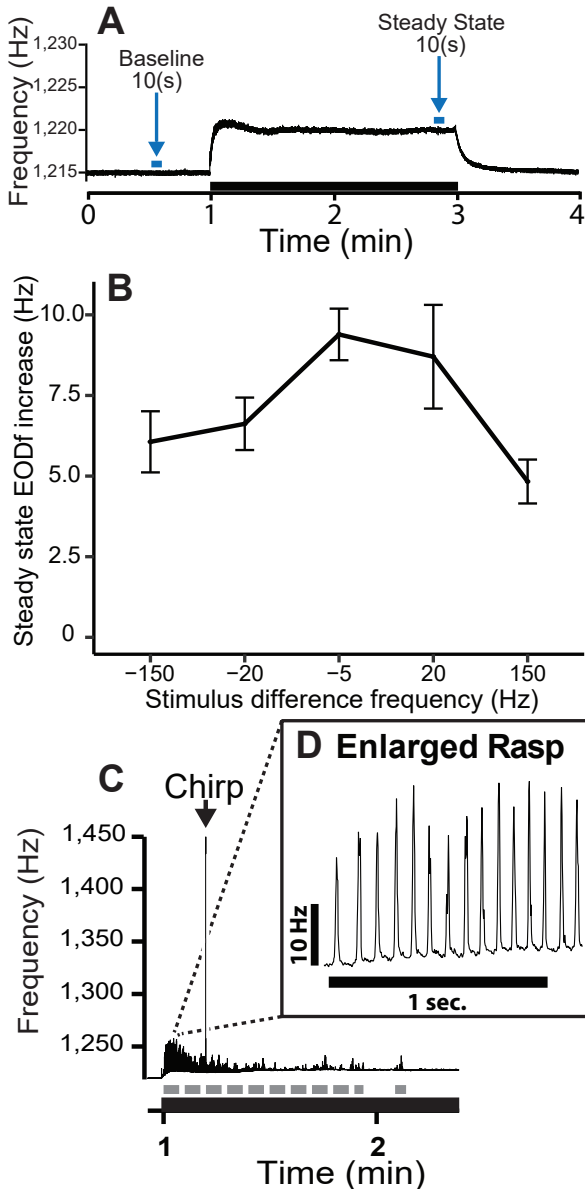 A
Frequency (Hz)
1,230
1,225
1,220
1,215
Baseline
10(s)
Steady State
10(s)
0 1 2 3 4
Time (min)
B
Steady state EODf increase (Hz)
10.0
7.5
5.0
2.5
0
−150 −20 −5 20 150
Stimulus difference frequency (Hz)
C
Chirp
Frequency (Hz)
1,450
1,400
1,350
1,300
1,250
1 2
Time (min)
D Enlarged Rasp
10 Hz
1 sec.